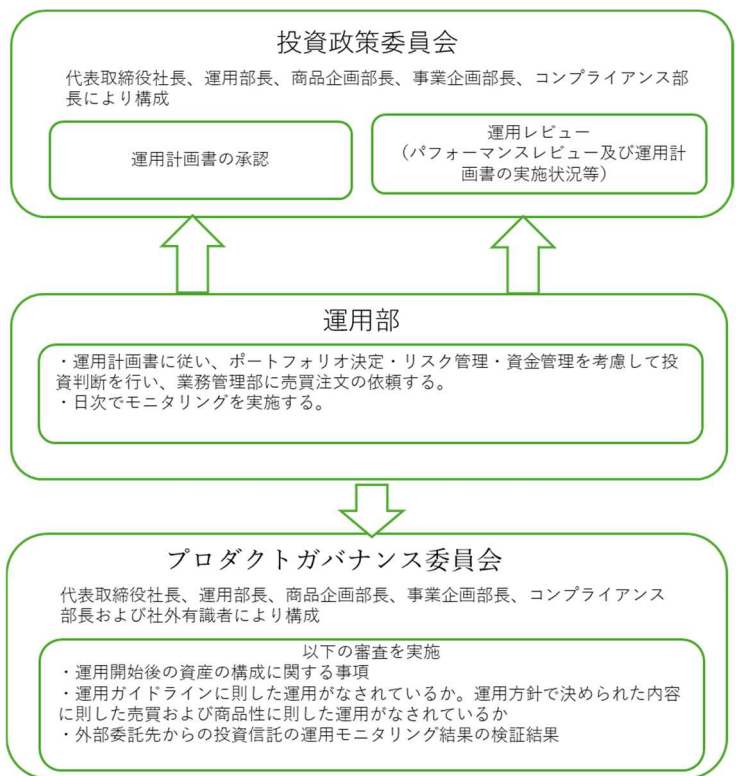 投資政策委員会
代表取締役社長、運用部長、商品企画部長、事業企画部長、コンプライアンス部
長により構成
運用計画書の承認
運用レビュー
（パフォーマンスレビュー及び運用計
画書の実施状況等）
運用部
・運用計画書に従い、ポートフォリオ決定・リスク管理・資金管理を考慮して投
資判断を行い、業務管理部に売買注文の依頼する。
・日次でモニタリングを実施する。
プロダクトガバナンス委員会
代表取締役社長、運用部長、商品企画部長、事業企画部長、コンプライアンス
部長および社外有識者により構成
以下の審査を実施
・運用開始後の資産の構成に関する事項
・運用ガイドラインに則した運用がなされているか。運用方針で決められた内容
に則した売買および商品性に則した運用がなされているか
・外部委託先からの投資信託の運用モニタリング結果の検証結果